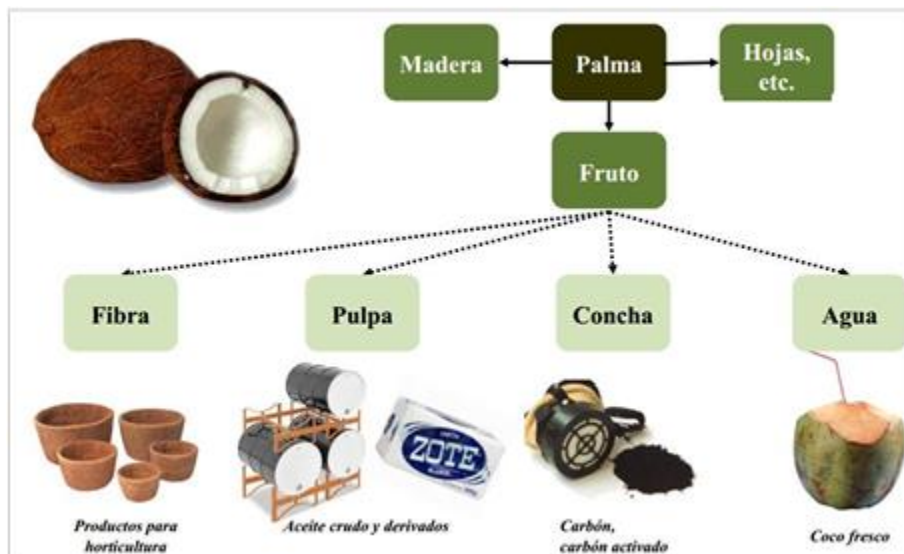 Madera
Palma
Hojas,
etc.
Fruto
Fibra
Pulpa
Concha
Agua
ZOTE
Productos para
horticultura
Aceite crudo y derivados
Carbón,
carbón activado
Coco fresco